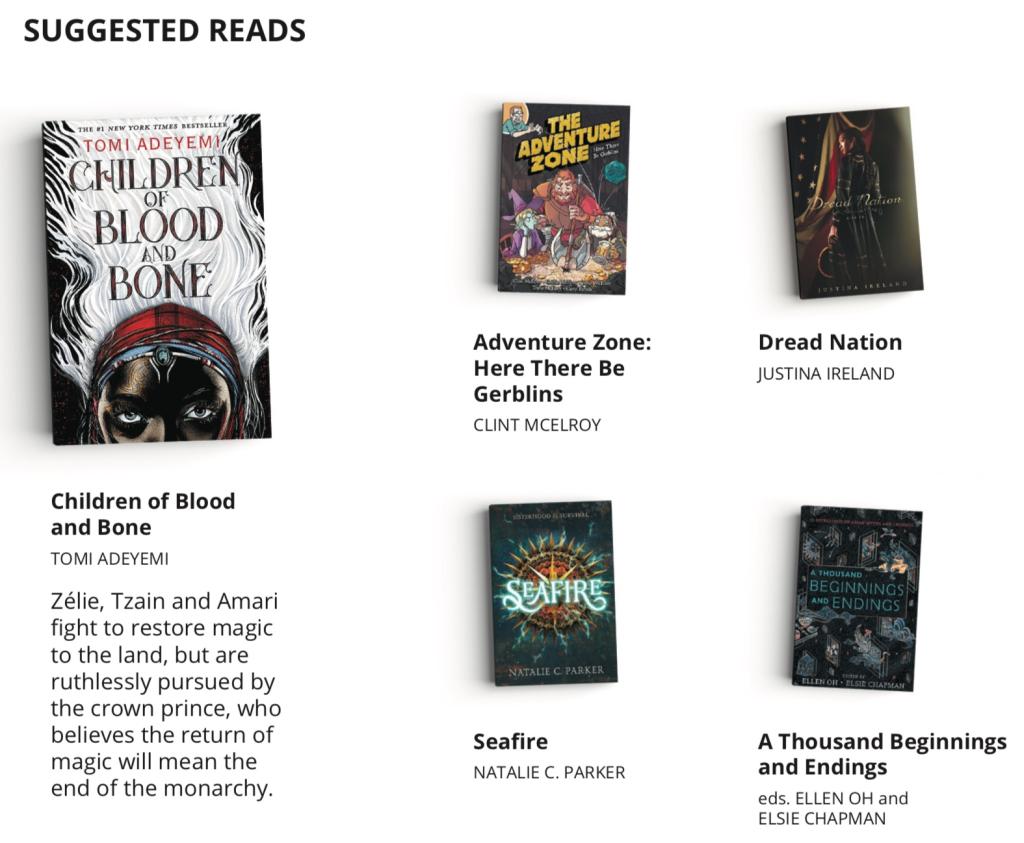 SUGGESTED READS
THE #1 NEW YORK TIMES BESTSELLER
TOMI ADEYEMI
CHILDREN
OF
BLOOD
AND
BONE
Children of Blood
and Bone
TOMI ADEYEMI
Zélie, Tzain and Amari
fight to restore magic
to the land, but are
ruthlessly pursued by
the crown prince, who
believes the return of
magic will mean the
end of the monarchy.
THE
ADVENTURE
ZONE
Here There
Be Gerblins
Adventure Zone:
Here There Be
Gerblins
CLINT MCELROY
Dread Nation
JUSTINA IRELAND
Dread Nation
JUSTINA IRELAND
SISTERHOOD IS SURVIVAL
SEAFIRE
NATALIE C. PARKER
Seafire
NATALIE C. PARKER
A THOUSAND
BEGINNINGS
AND ENDINGS
EDITED BY
ELLEN OH • ELSIE CHAPMAN
A Thousand Beginnings
and Endings
eds. ELLEN OH and
ELSIE CHAPMAN